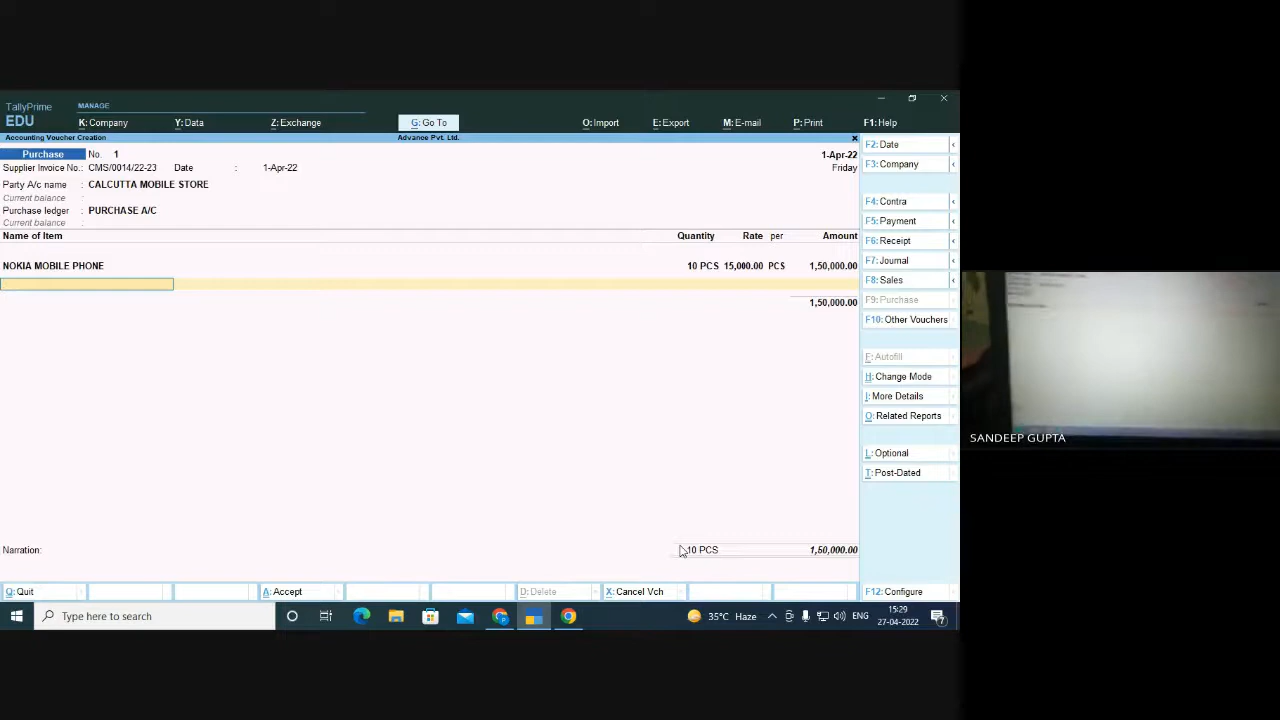 TallyPrime
EDU
MANAGE
K: Company
Y: Data
Z: Exchange
G: Go To
O: Import
E: Export
M: E-mail
P: Print
F1: Help
Accounting Voucher Creation
Advance Pvt. Ltd.
Purchase No. 1
1-Apr-22
Supplier Invoice No.: CMS/0014/22-23 Date : 1-Apr-22
Friday
Party A/c name : CALCUTTA MOBILE STORE
Current balance :
Purchase ledger : PURCHASE A/C
Current balance :
Name of Item Quantity Rate per Amount
NOKIA MOBILE PHONE 10 PCS 15,000.00 PCS 1,50,000.00
1,50,000.00
Narration: 10 PCS 1,50,000.00
F2: Date
F3: Company
F4: Contra
F5: Payment
F6: Receipt
F7: Journal
F8: Sales
F9: Purchase
F10: Other Vouchers
F: Autofill
H: Change Mode
I: More Details
O: Related Reports
L: Optional
T: Post-Dated
Q: Quit
A: Accept
D: Delete
X: Cancel Vch
F12: Configure
Type here to search
35°C Haze
ENG
15:29
27-04-2022
7
SANDEEP GUPTA